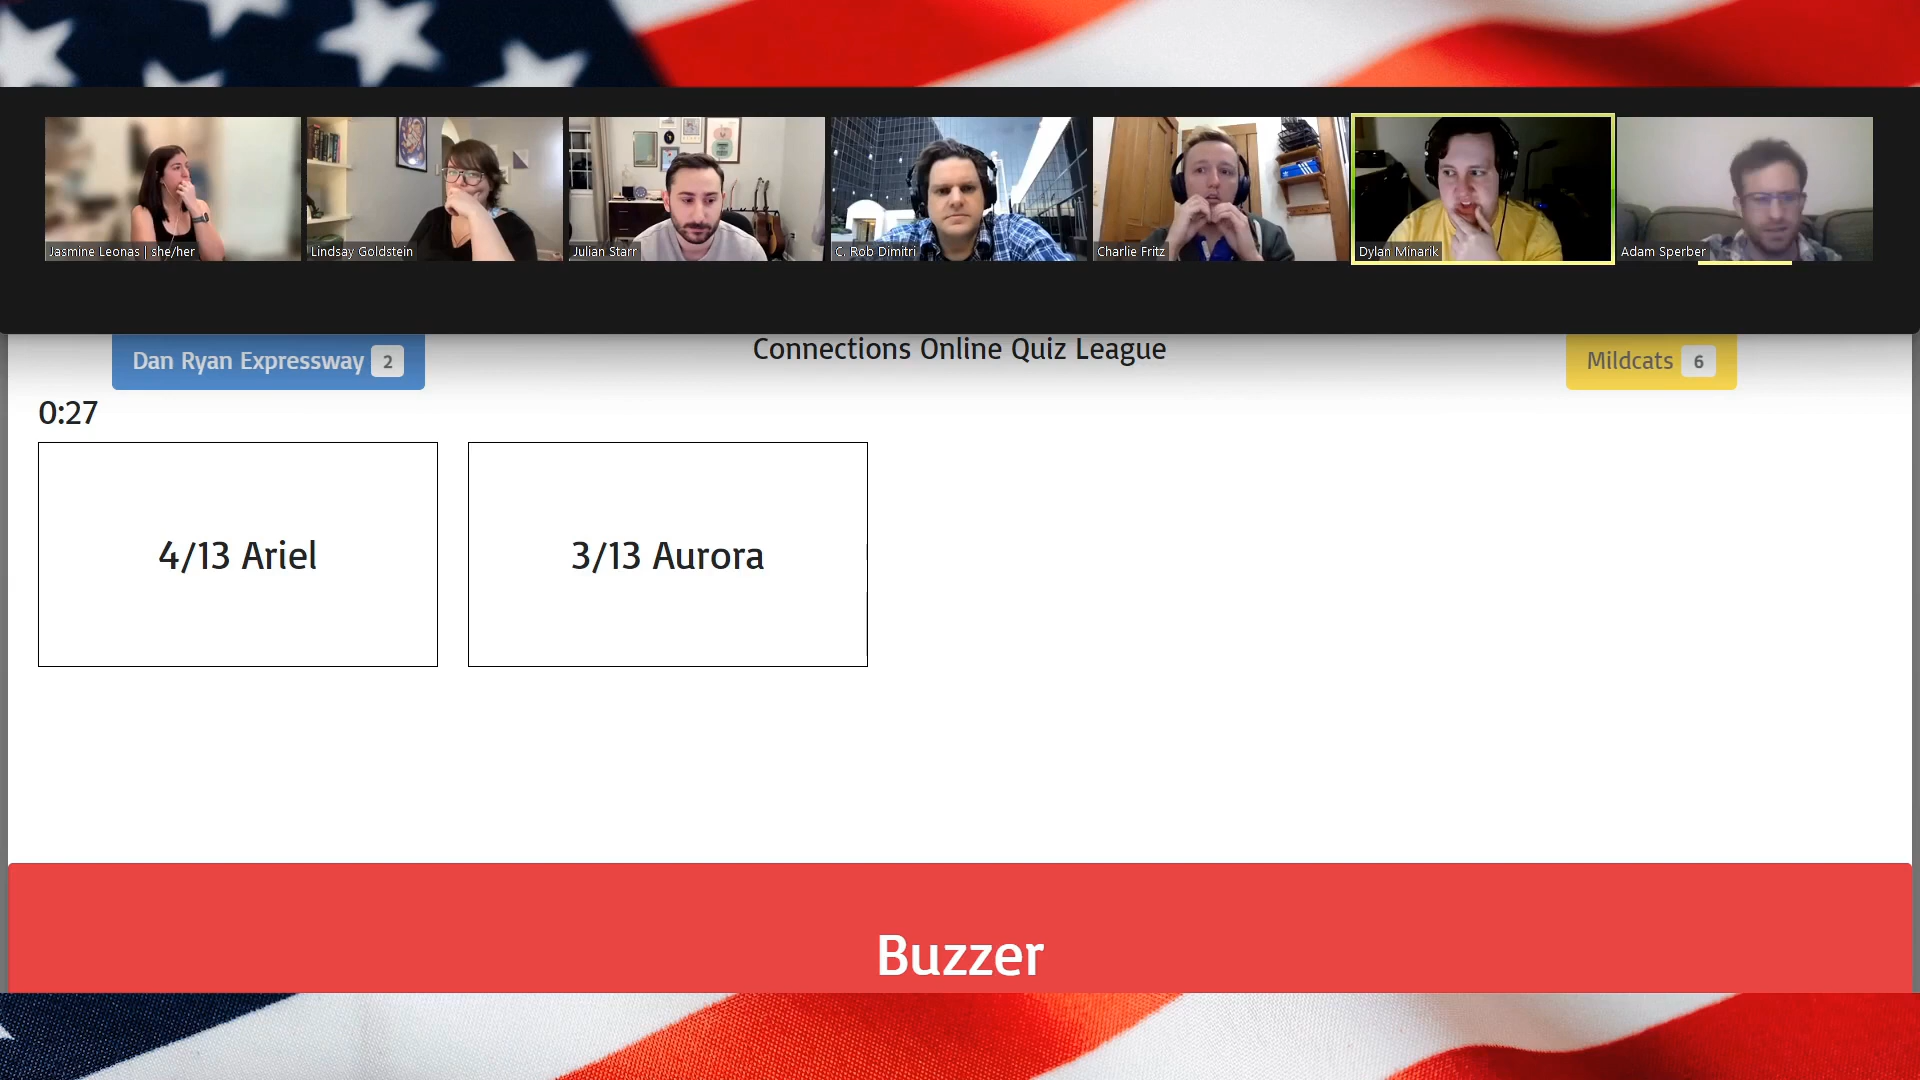 Jasmine Leonas | she/her
Lindsay Goldstein
Julian Starr
C. Rob Dimitri
Charlie Fritz
Dylan Minarik
Adam Sperber
Dan Ryan Expressway 2
Connections Online Quiz League
Mildcats 6
0:27
4/13 Ariel
3/13 Aurora
Buzzer